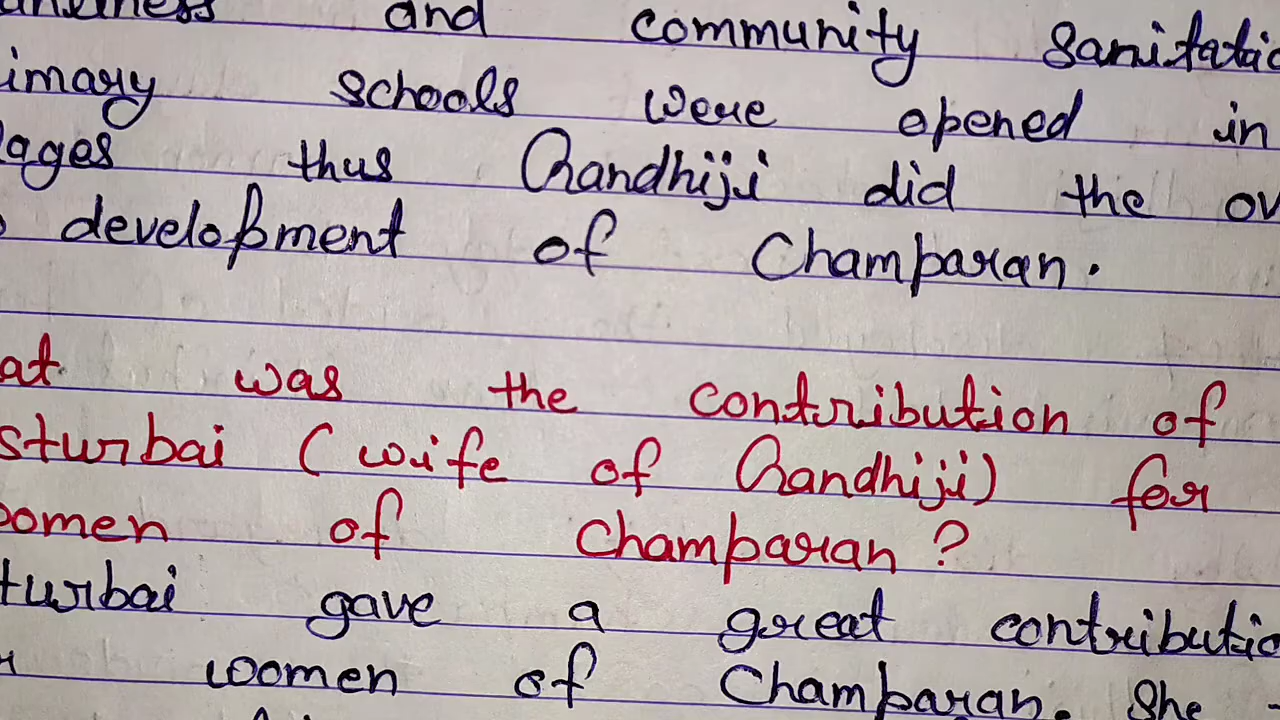 and community
schools were opened in
thus Gandhiji did the
development of Champaran.
was the contribution of
(wife of Gandhiji) for
of Champaran?
gave a great
women of Champaran. She